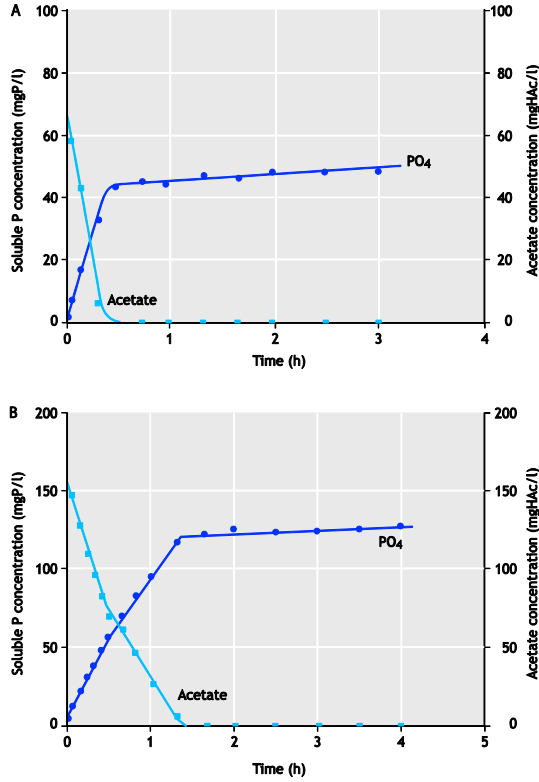 A
Soluble P concentration (mgP/l)
100
80
60
40
20
0
100
80
60
40
20
0
Acetate concentration (mgHAc/l)
PO4
Acetate
0 1 2 3 4
Time (h)
B
Soluble P concentration (mgP/l)
200
150
100
50
0
200
150
100
50
0
Acetate concentration (mgHAc/l)
PO4
Acetate
0 1 2 3 4 5
Time (h)